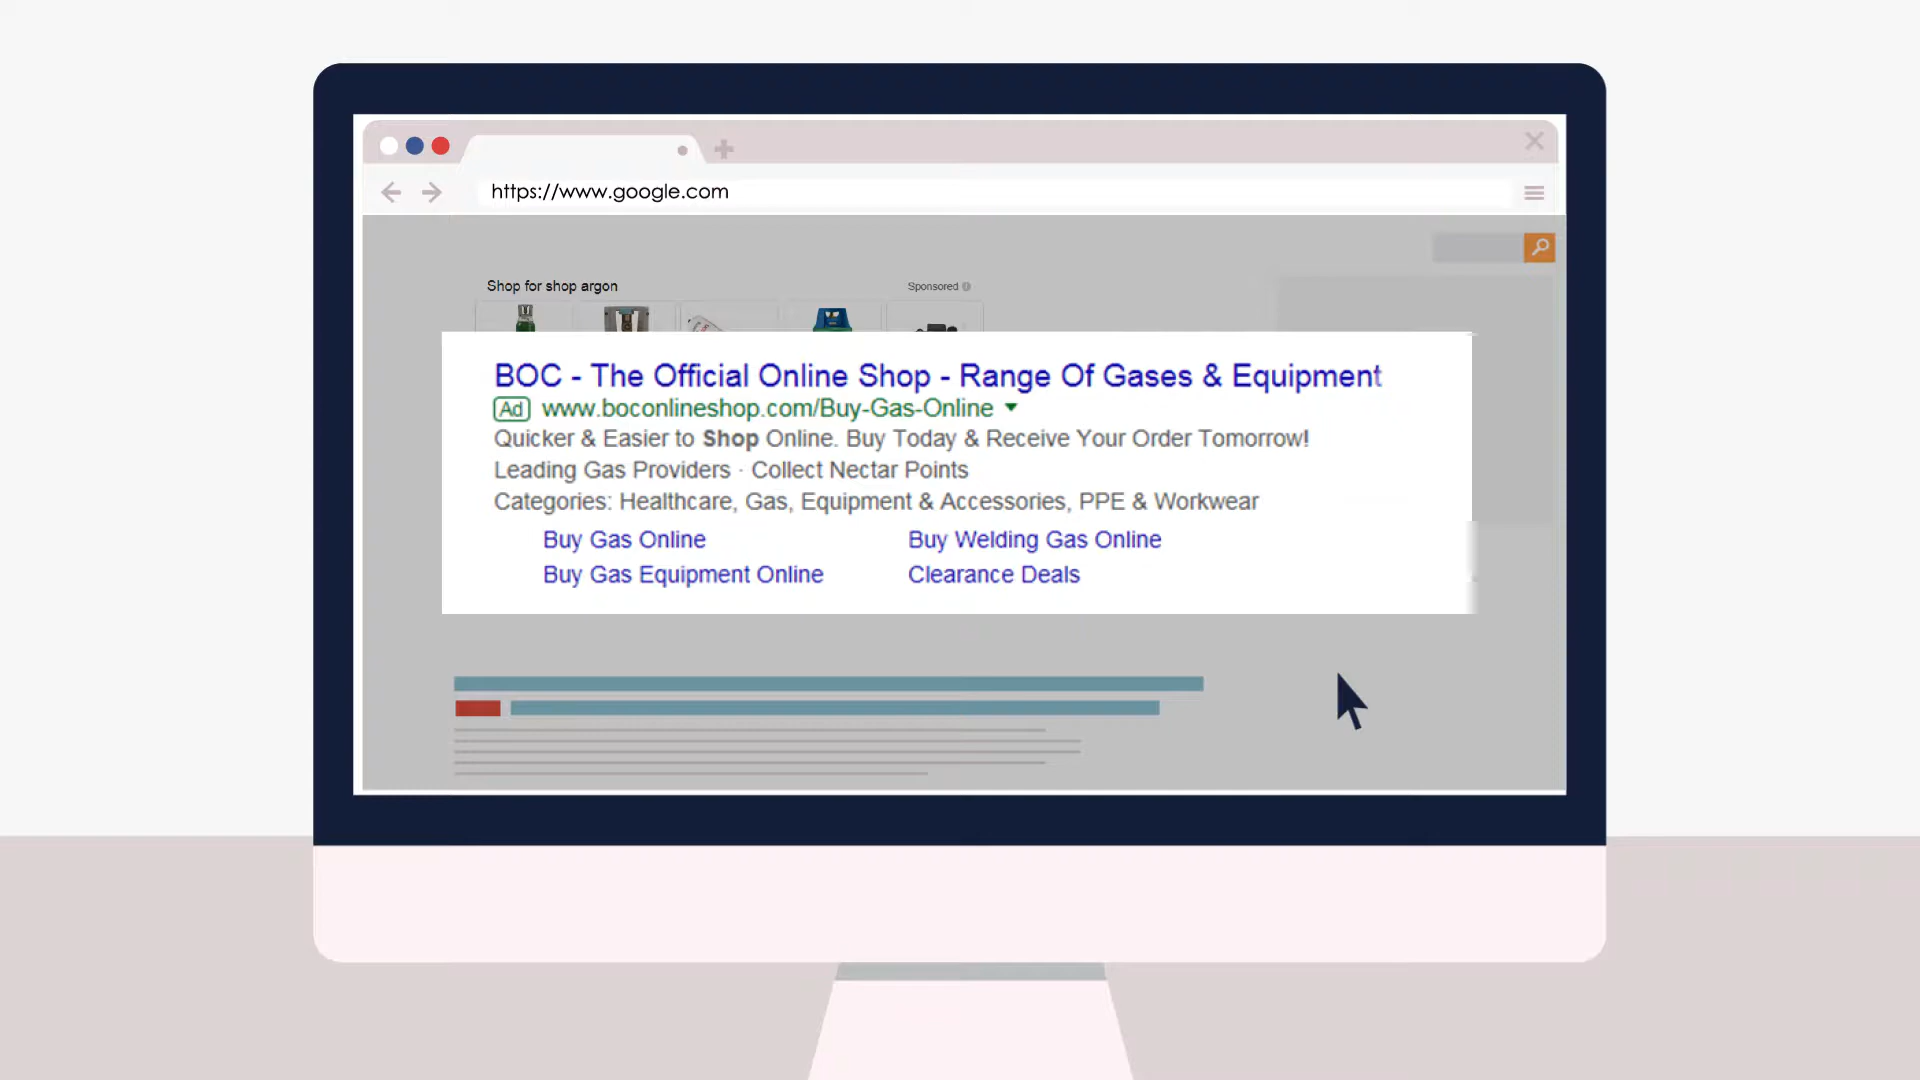 https://www.google.com
Shop for shop argon
Sponsored
BOC - The Official Online Shop - Range Of Gases & Equipment
Ad www.boconlineshop.com/Buy-Gas-Online
Quicker & Easier to Shop Online. Buy Today & Receive Your Order Tomorrow!
Leading Gas Providers · Collect Nectar Points
Categories: Healthcare, Gas, Equipment & Accessories, PPE & Workwear
Buy Gas Online
Buy Welding Gas Online
Buy Gas Equipment Online
Clearance Deals